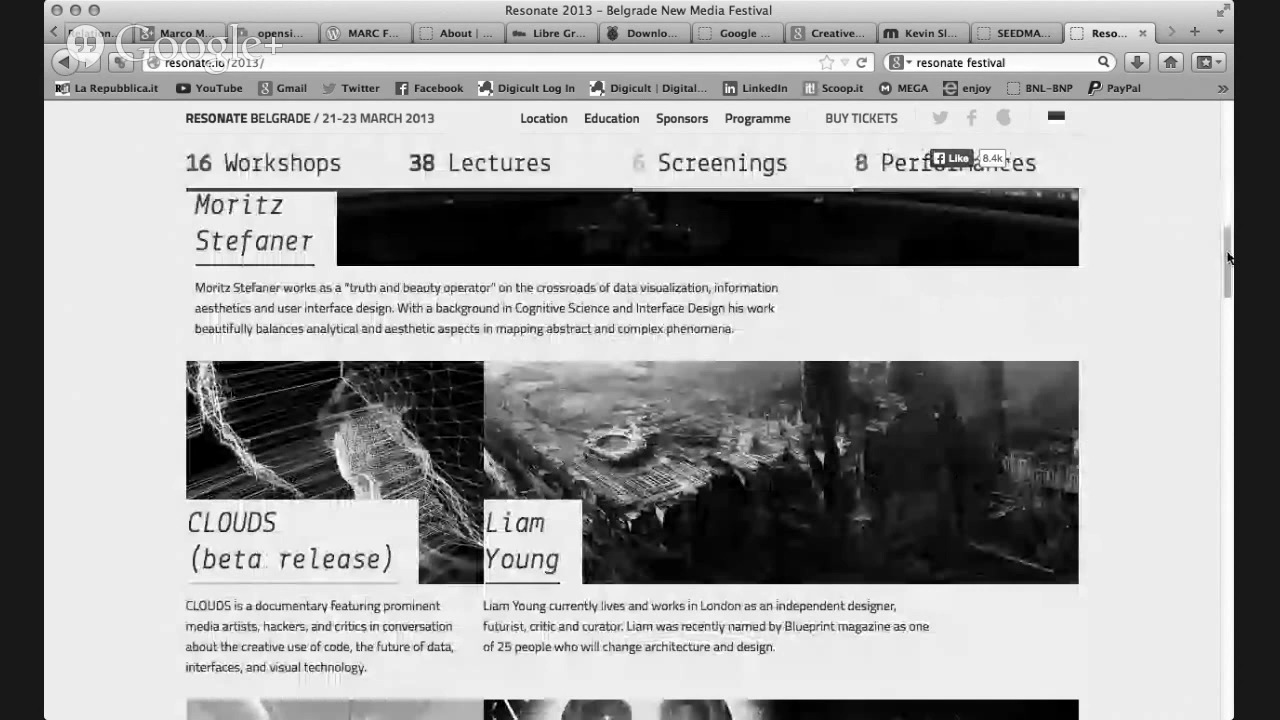 Resonate 2013 – Belgrade New Media Festival
Marco M...
opensi...
MARC F...
About | ...
Libre Gr...
Downlo...
Google ...
Creative...
Kevin Sl...
SEEDMA...
Reso...
Google+
resonate.io/2013/
resonate festival
La Repubblica.it
YouTube
Gmail
Twitter
Facebook
Digicult Log In
Digicult | Digital...
LinkedIn
Scoop.it
MEGA
enjoy
BNL-BNP
PayPal
RESONATE BELGRADE / 21-23 MARCH 2013
Location
Education
Sponsors
Programme
BUY TICKETS
16 Workshops
38 Lectures
6 Screenings
8 Performances
Like
8.4k
Moritz
Stefaner
Moritz Stefaner works as a "truth and beauty operator" on the crossroads of data visualization, information
aesthetics and user interface design. With a background in Cognitive Science and Interface Design his work
beautifully balances analytical and aesthetic aspects in mapping abstract and complex phenomena.
CLOUDS
(beta release)
CLOUDS is a documentary featuring prominent
media artists, hackers, and critics in conversation
about the creative use of code, the future of data,
interfaces, and visual technology.
Liam
Young
Liam Young currently lives and works in London as an independent designer,
futurist, critic and curator. Liam was recently named by Blueprint magazine as one
of 25 people who will change architecture and design.